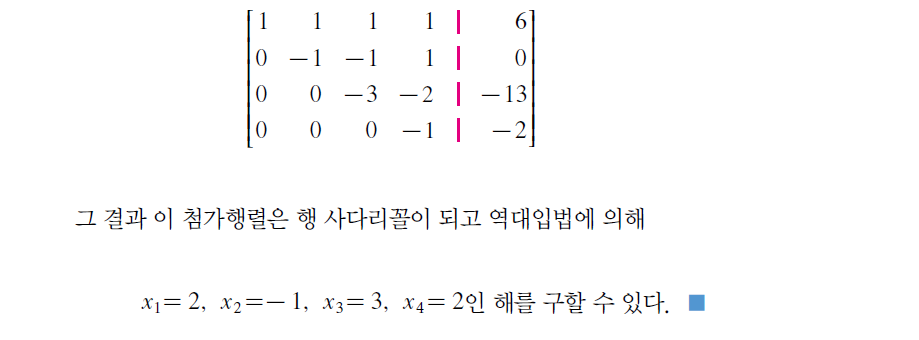 1 1 1 1 | 6
0 −1 −1 1 | 0
0 0 −3 −2 | −13
0 0 0 −1 | −2
그 결과 이 첨가행렬은 행 사다리꼴이 되고 역대입법에 의해
x₁= 2, x₂=− 1, x₃= 3, x₄= 2인 해를 구할 수 있다. ■